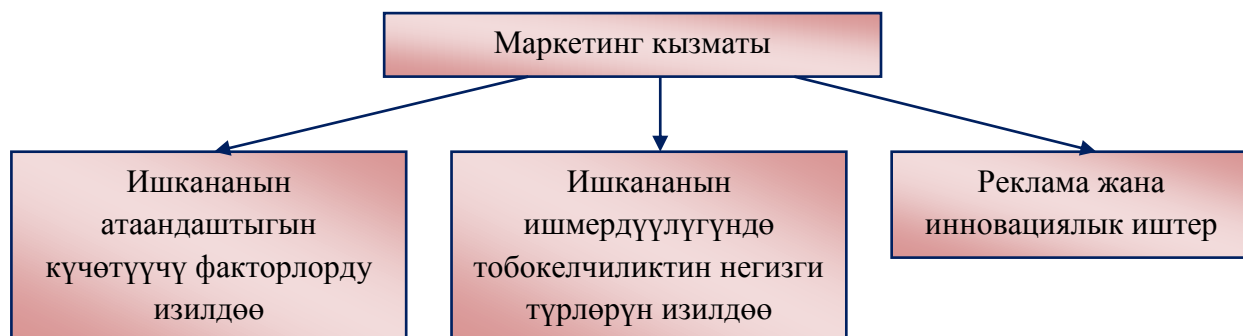 Маркетинг кызматы
Ишкананын
атаандаштыгын
күчөтүүчү факторлорду
изилдөө
Ишкананын
ишмердүүлүгүндө
тобокелчиликтин негизги
түрлөрүн изилдөө
Реклама жана
инновациялык иштер